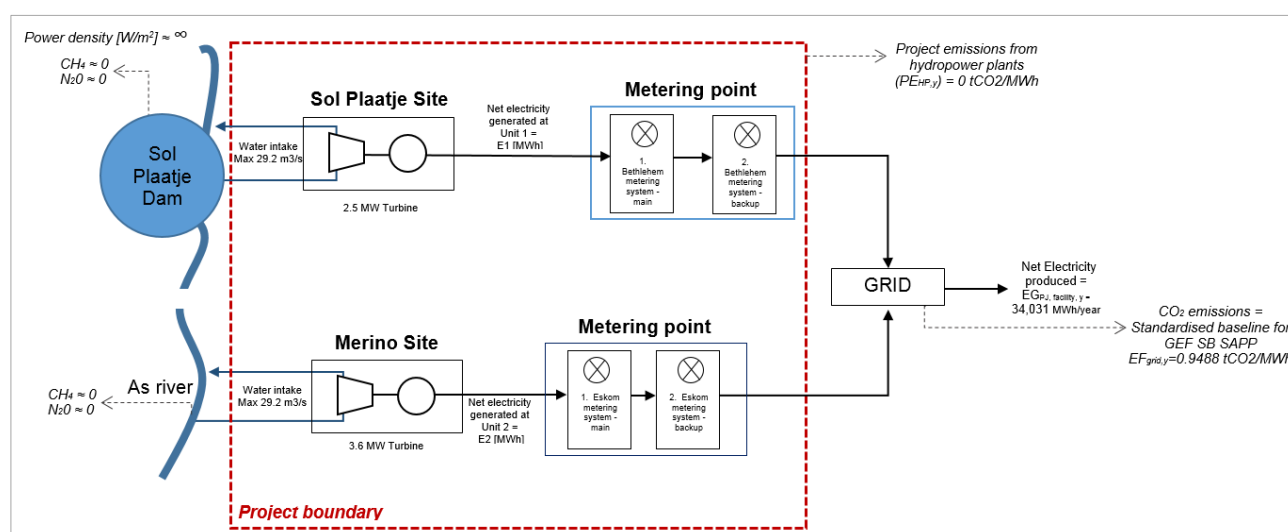 Power density [W/m²] ≈ ∞
CH₄ ≈ 0
N₂0 ≈ 0
Sol
Plaatje
Dam
Sol Plaatje Site
Water intake
Max 29.2 m3/s
2.5 MW Turbine
Net electricity
generated at
Unit 1 =
E1 [MWh]
Metering point
1.
Bethlehem
metering
system -
main
2.
Bethlehem
metering
system -
backup
Project emissions from
hydropower plants
(PEHP,y) = 0 tCO2/MWh
GRID
Net Electricity
produced =
EGPJ, facility, y =
34,031 MWh/year
CO₂ emissions =
Standardised baseline for
GEF SB SAPP
EFgrid,y=0.9488 tCO2/MWh
As river
CH₄ ≈ 0
N₂0 ≈ 0
Merino Site
Water intake
Max 29.2 m3/s
3.6 MW Turbine
Net electricity
generated at
Unit 2 =
E2 [MWh]
Metering point
1. Eskom
metering
system -
main
2. Eskom
metering
system -
backup
Project boundary